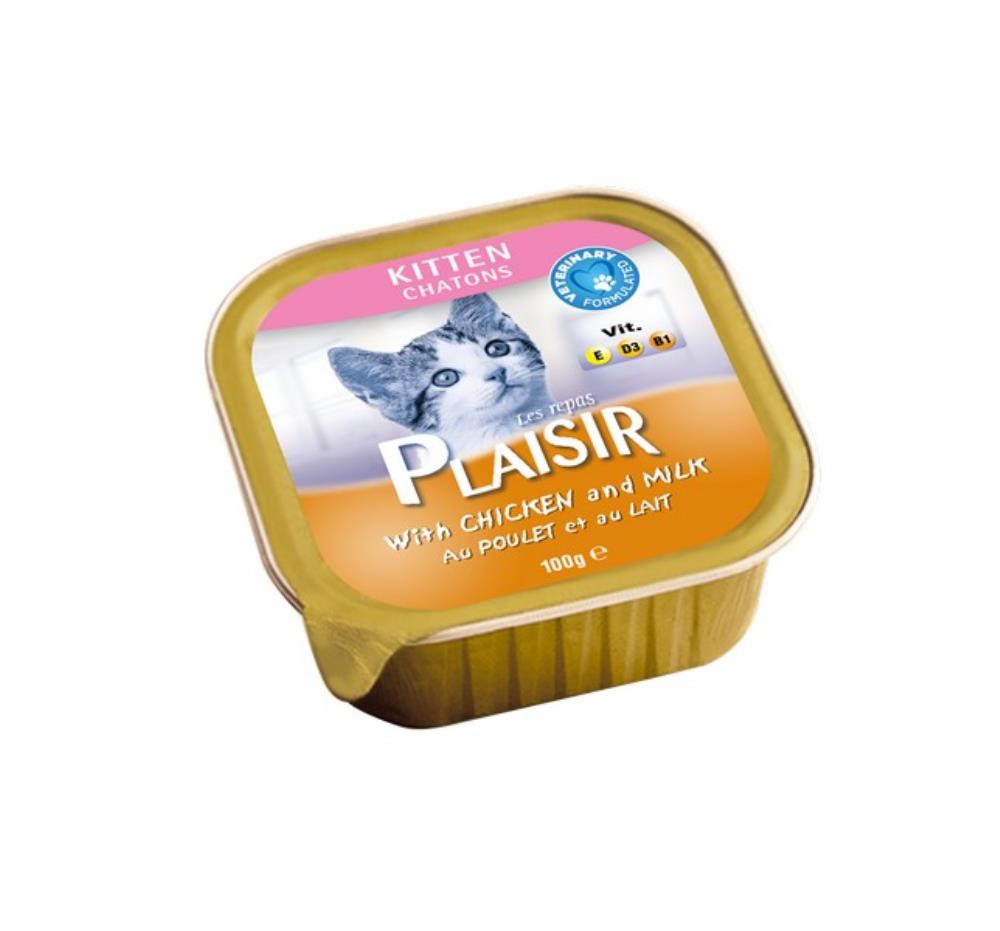 KITTEN
CHATONS
VETERINARY
FORMULATED
Vit.
E D3 B1
Les repas
PLAISIR
with CHICKEN and MILK
Au POULET et au LAIT
100g ℮